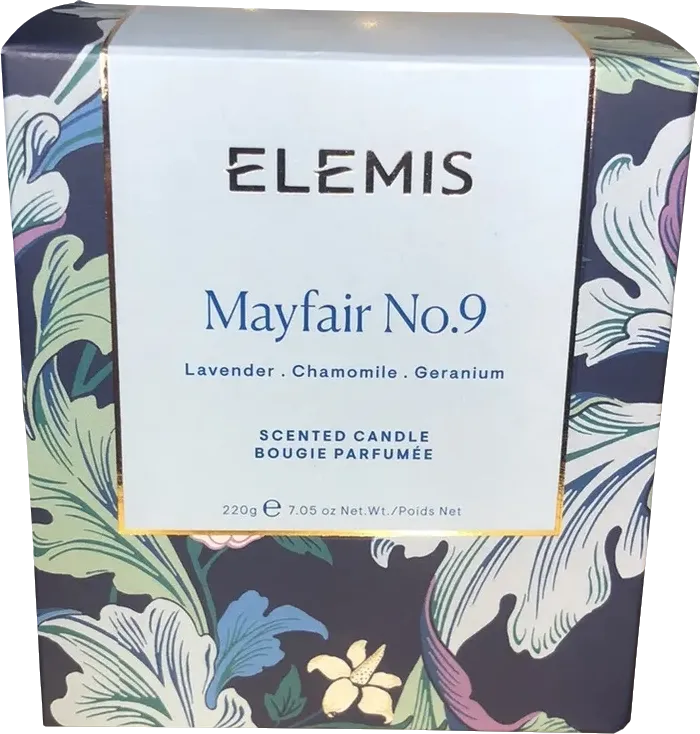 ELEMIS
Mayfair No.9
Lavender . Chamomile . Geranium
SCENTED CANDLE
BOUGIE PARFUMÉE
220g ℮ 7.05 oz Net.Wt./Poids Net